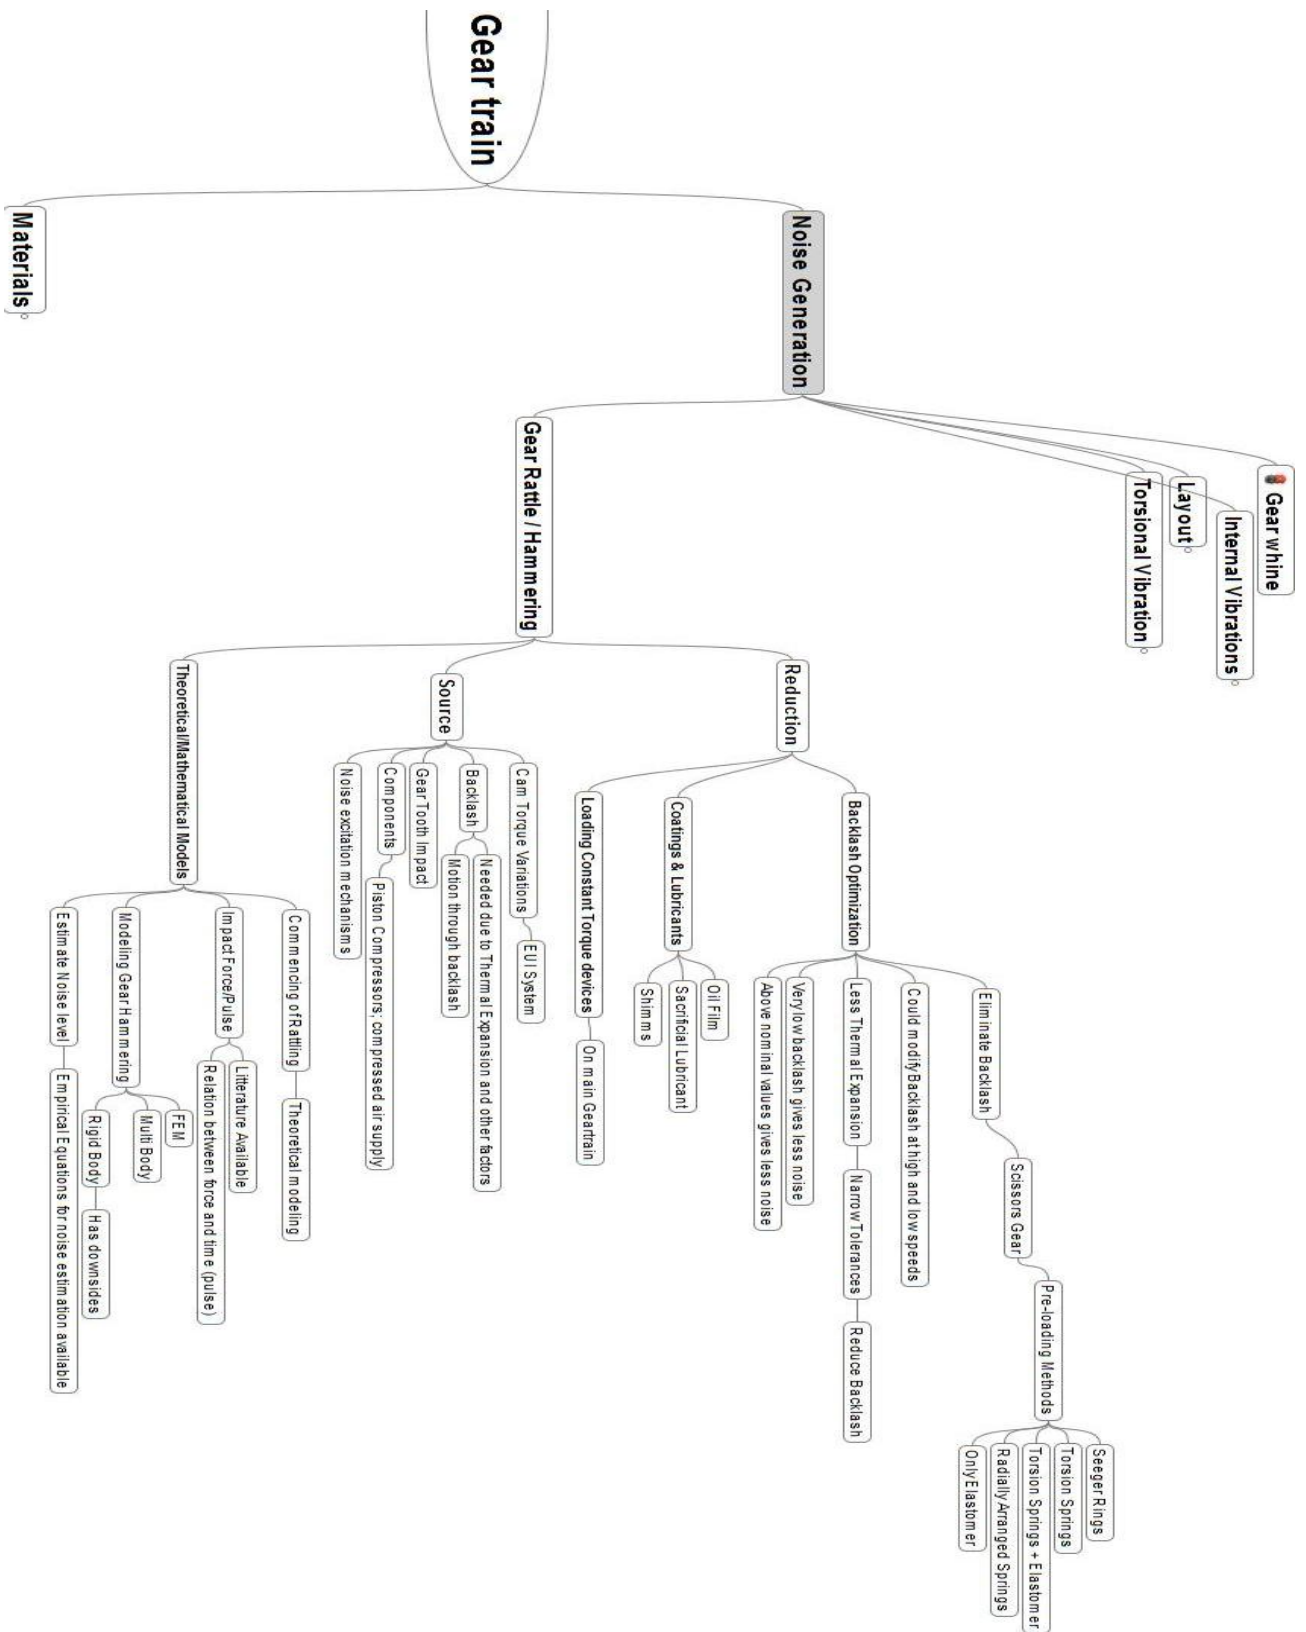 Gear train
Noise Generation
Gear whine
Internal Vibrations
Layout
Torsional Vibration
Gear Rattle / Hammering
Reduction
Backlash Optimization
Eliminate Backlash
Scissors Gear
Pre-loading Methods
Seeger Rings
Torsion Springs
Torsion Springs + Elastomer
Radially Arranged Springs
Only Elastomer
Could modify Backlash at high and low speeds
Less Thermal Expansion
Narrow Tolerances
Reduce Backlash
Very low backlash gives less noise
Above nominal values gives less noise
Coatings & Lubricants
Oil Film
Sacrificial Lubricant
Shimms
Loading Constant Torque devices
On main Geartrain
Source
Cam Torque Variations
EUI System
Backlash
Needed due to Thermal Expansion and other factors
Motion through backlash
Gear Tooth Impact
Components
Piston Compressors; compressed air supply
Noise excitation mechanisms
Theoretical/Mathematical Models
Commencing of Rattling
Theoretical modeling
Impact Force/Pulse
Litterature Available
Relation between force and time (pulse)
Modeling Gear Hammering
FEM
Multi Body
Rigid Body
Has downsides
Estimate Noise level
Empirical Equations for noise estimation available
Materials